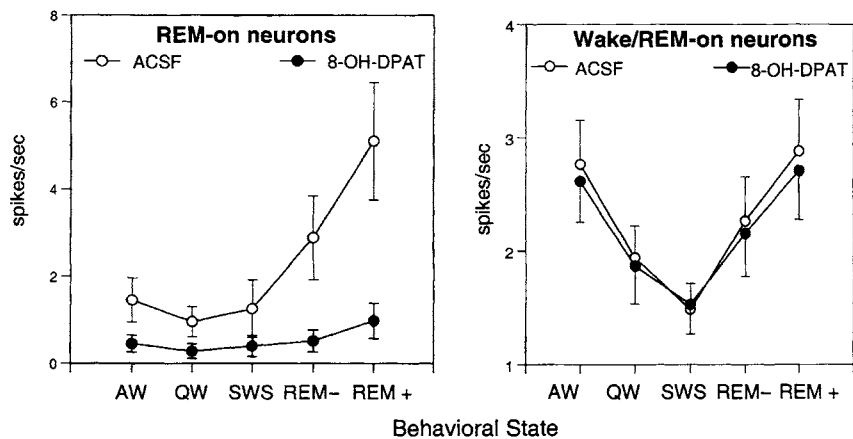 REM-on neurons
ACSF
8-OH-DPAT
spikes/sec
8
6
4
2
0
AW
QW
SWS
REM–
REM +
Wake/REM-on neurons
ACSF
8-OH-DPAT
spikes/sec
4
3
2
1
AW
QW
SWS
REM–
REM +
Behavioral State